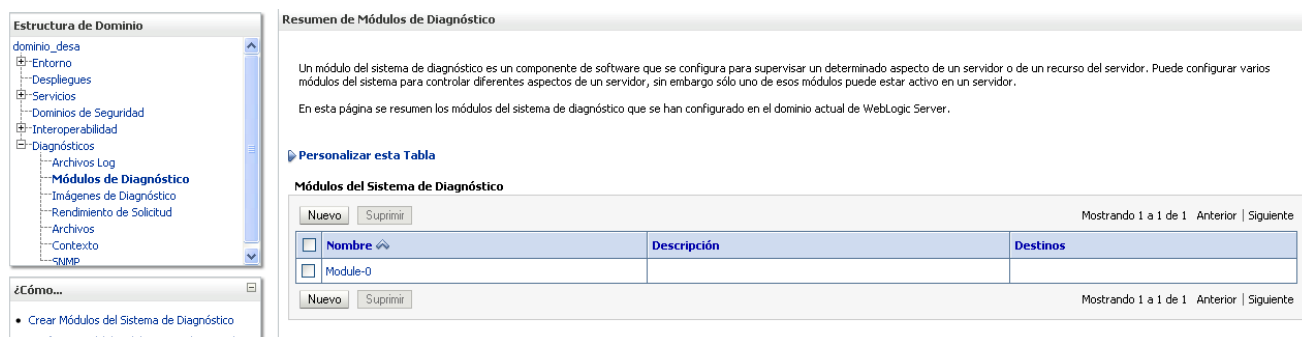 Estructura de Dominio
dominio_desa
Entorno
Despliegues
Servicios
Dominios de Seguridad
Interoperabilidad
Diagnósticos
Archivos Log
Módulos de Diagnóstico
Imágenes de Diagnóstico
Rendimiento de Solicitud
Archivos
Contexto
SNMP
¿Cómo...
• Crear Módulos del Sistema de Diagnóstico
Resumen de Módulos de Diagnóstico
Un módulo del sistema de diagnóstico es un componente de software que se configura para supervisar un determinado aspecto de un servidor o de un recurso del servidor. Puede configurar varios
módulos del sistema para controlar diferentes aspectos de un servidor, sin embargo sólo uno de esos módulos puede estar activo en un servidor.
En esta página se resumen los módulos del sistema de diagnóstico que se han configurado en el dominio actual de WebLogic Server.
Personalizar esta Tabla
Módulos del Sistema de Diagnóstico
Nuevo Suprimir Mostrando 1 a 1 de 1 Anterior | Siguiente
Nombre Descripción Destinos
Module-0
Nuevo Suprimir Mostrando 1 a 1 de 1 Anterior | Siguiente